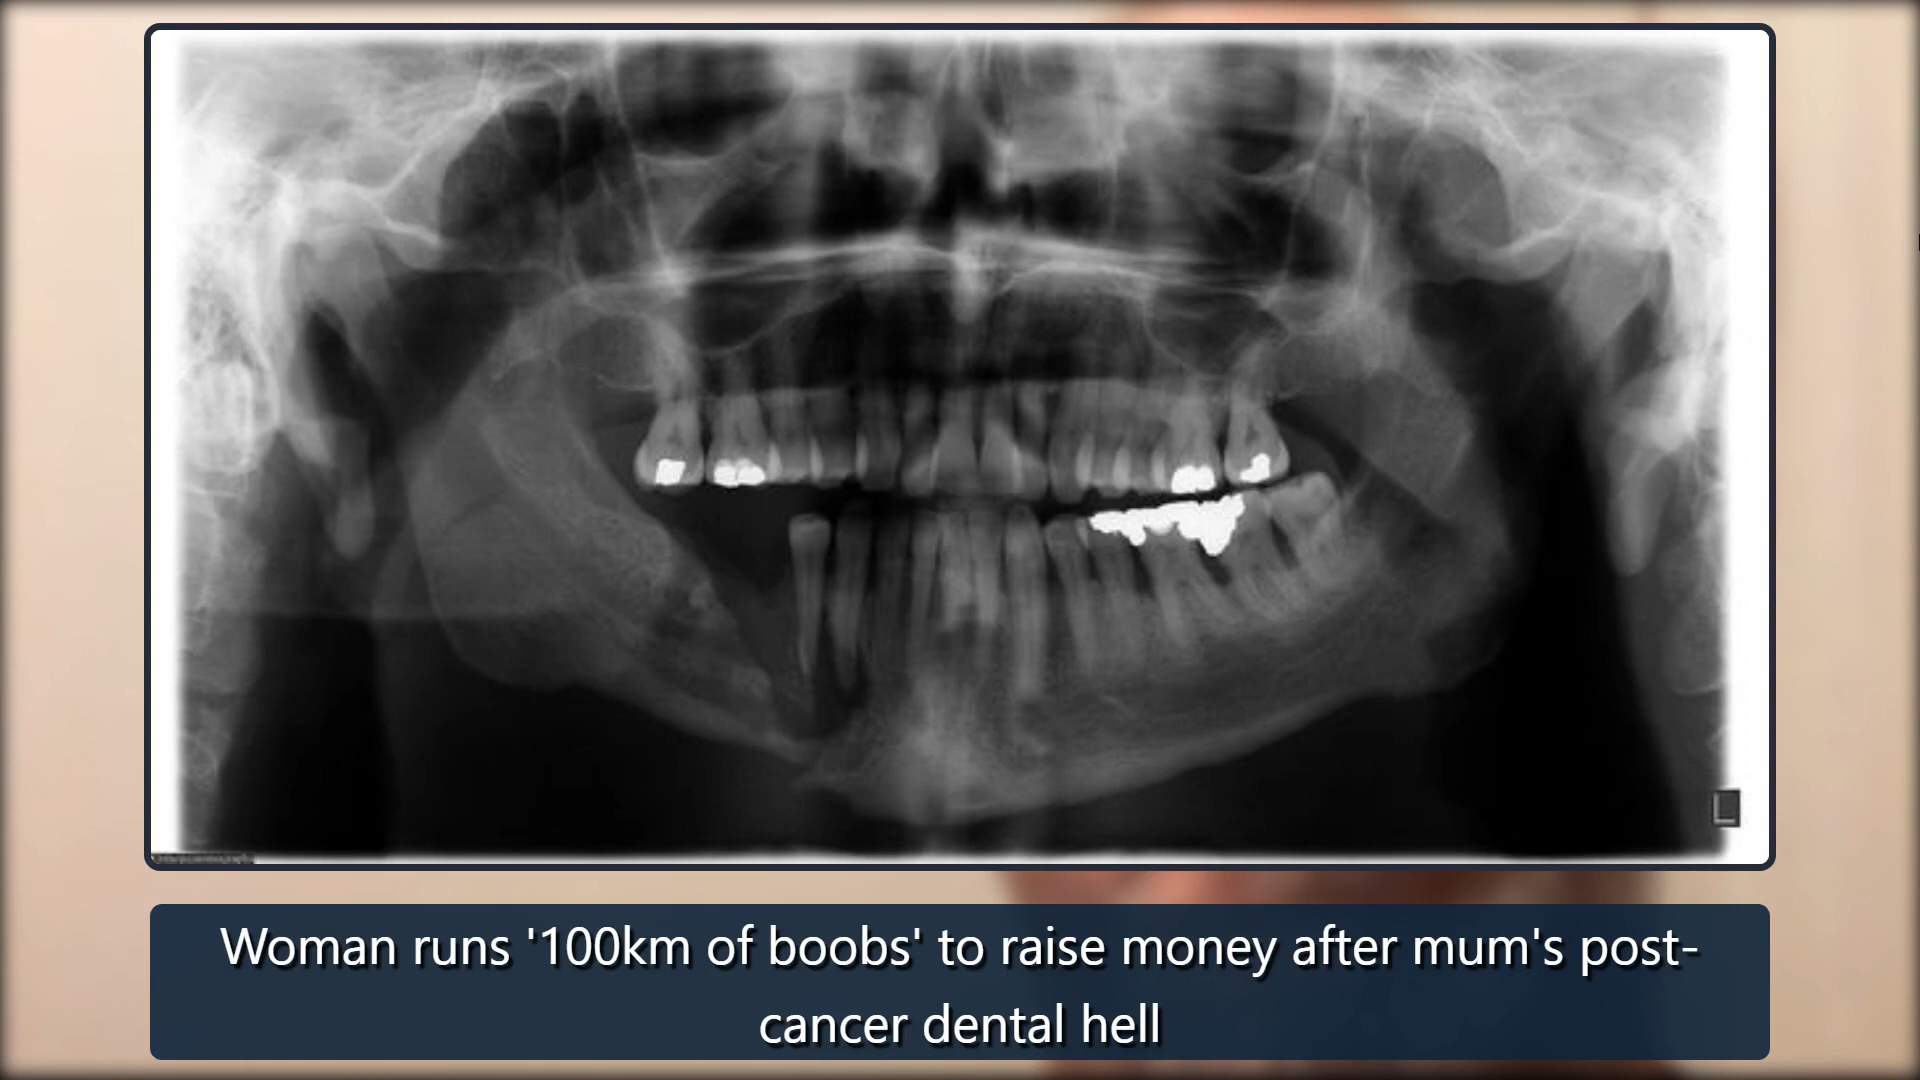 L
Woman runs '100km of boobs' to raise money after mum's post-
cancer dental hell